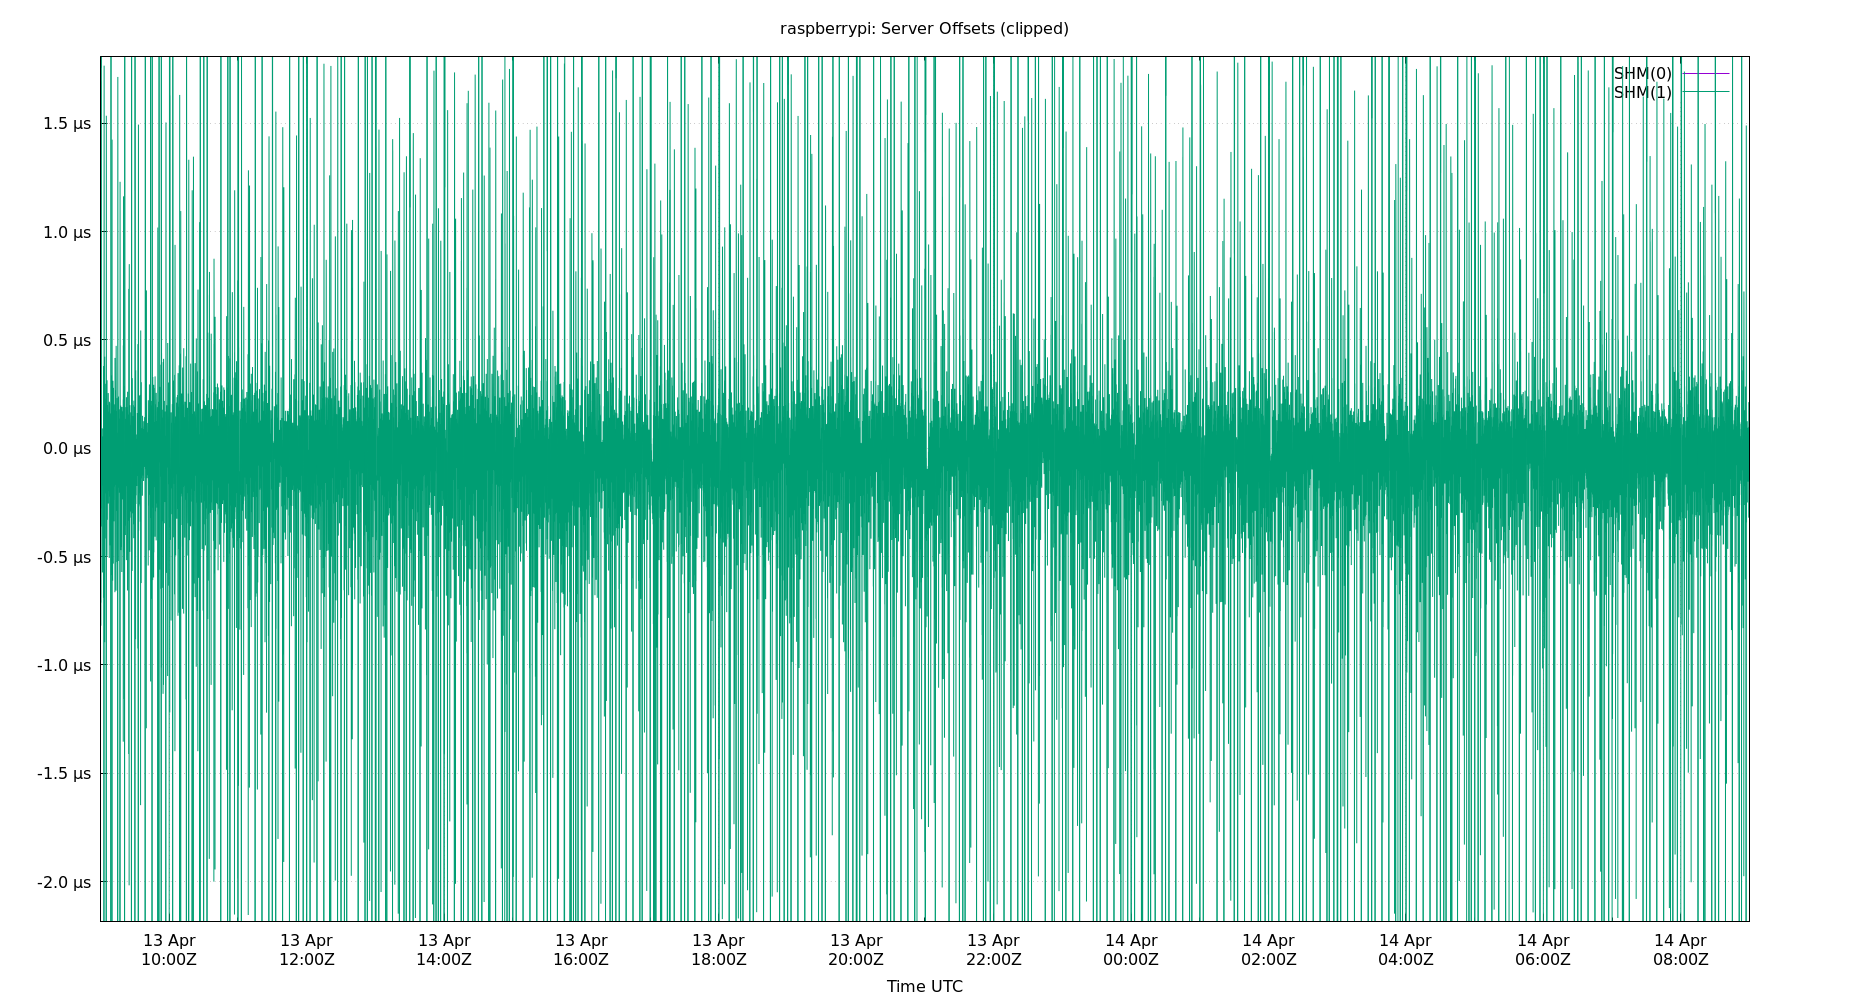 raspberrypi: Server Offsets (clipped)
SHM(0)
SHM(1)
1.5 µs
1.0 µs
0.5 µs
0.0 µs
-0.5 µs
-1.0 µs
-1.5 µs
-2.0 µs
13 Apr 13 Apr 13 Apr 13 Apr 13 Apr 13 Apr 13 Apr 14 Apr 14 Apr 14 Apr 14 Apr 14 Apr
10:00Z 12:00Z 14:00Z 16:00Z 18:00Z 20:00Z 22:00Z 00:00Z 02:00Z 04:00Z 06:00Z 08:00Z
Time UTC